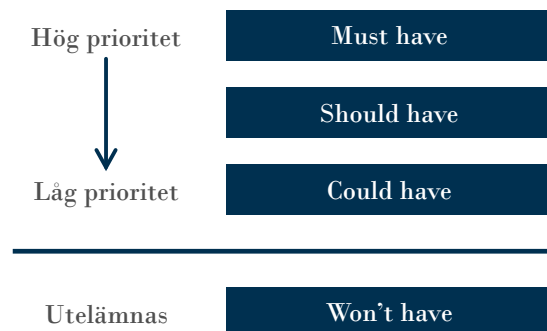 Hög prioritet
Must have
Should have
Låg prioritet
Could have
Utelämnas
Won't have